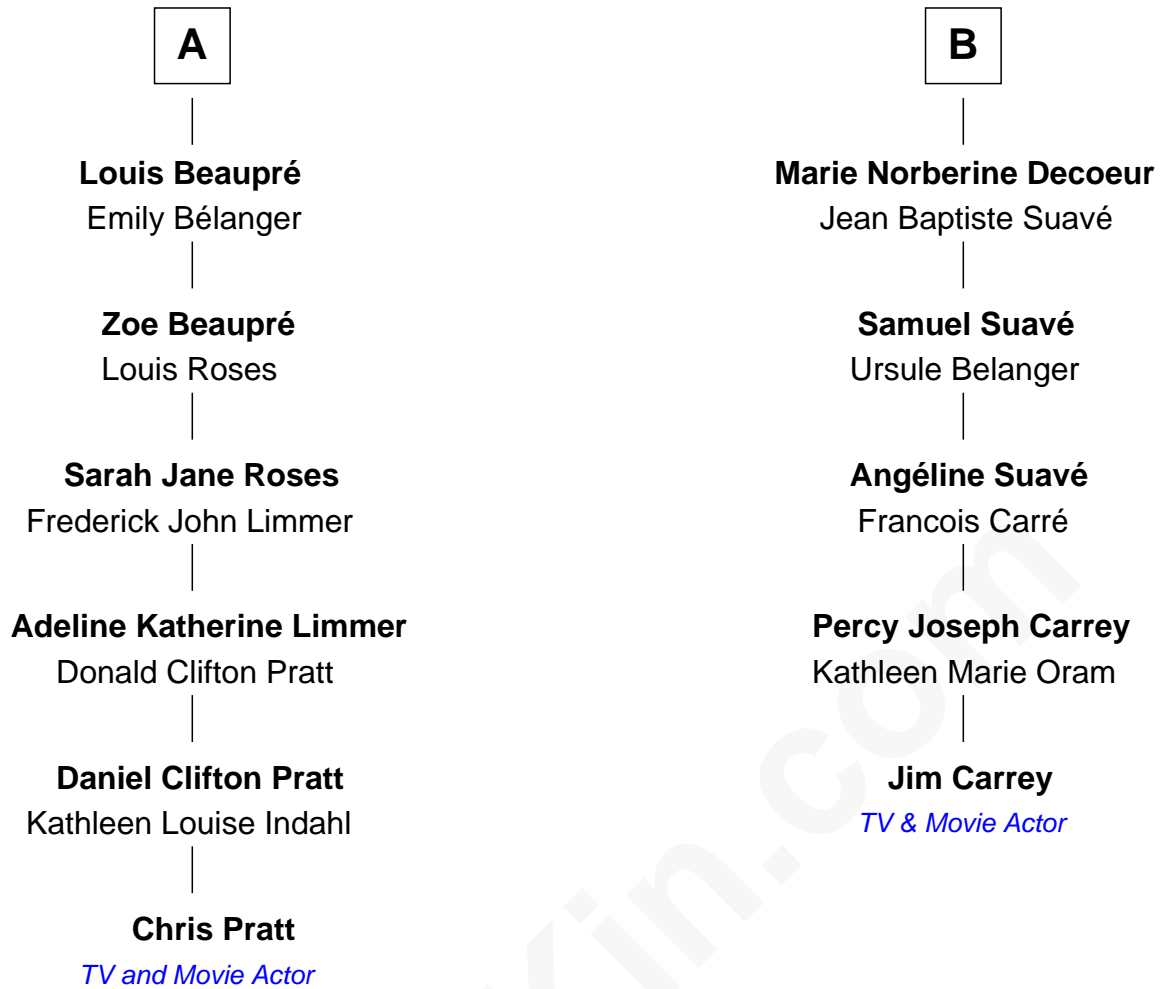 A
Louis Beaupré
Emily Bélanger
Zoe Beaupré
Louis Roses
Sarah Jane Roses
Frederick John Limmer
Adeline Katherine Limmer
Donald Clifton Pratt
Daniel Clifton Pratt
Kathleen Louise Indahl
Chris Pratt
TV and Movie Actor
B
Marie Norberine Decoeur
Jean Baptiste Suavé
Samuel Suavé
Ursule Belanger
Angéline Suavé
Francois Carré
Percy Joseph Carrey
Kathleen Marie Oram
Jim Carrey
TV & Movie Actor
Kin.com